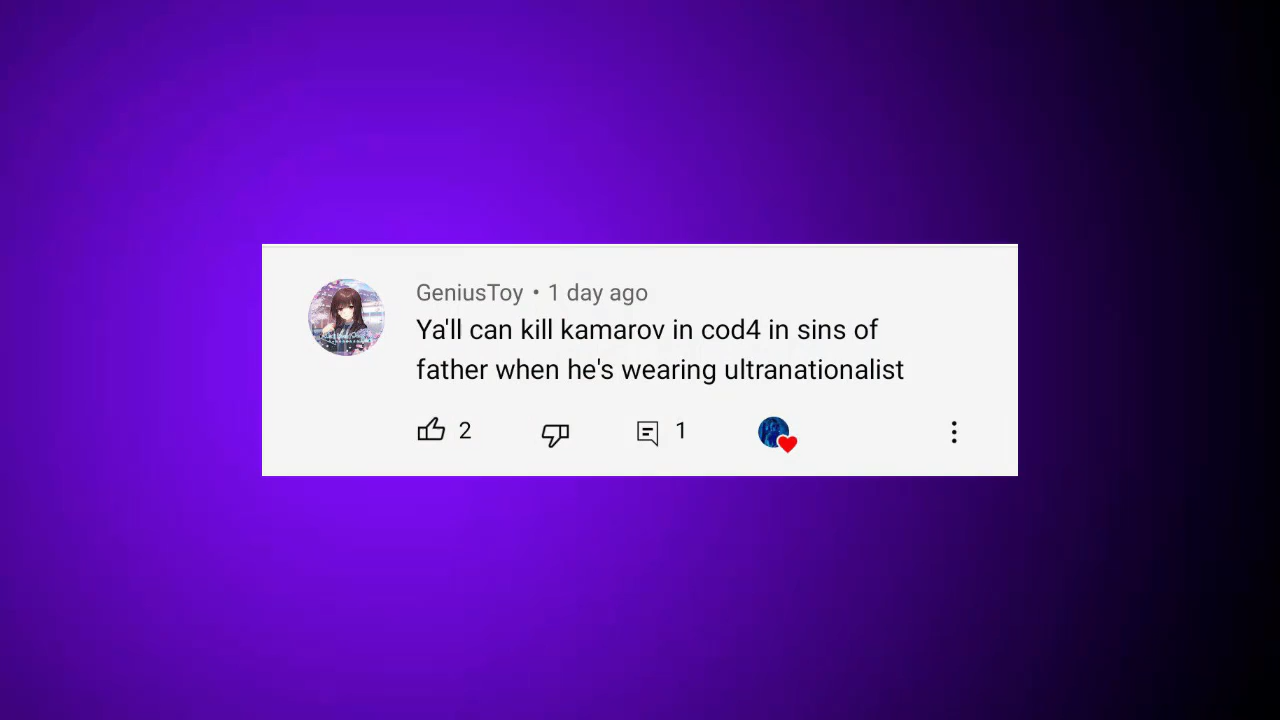 GeniusToy • 1 day ago
Ya'll can kill kamarov in cod4 in sins of
father when he's wearing ultranationalist
2
1